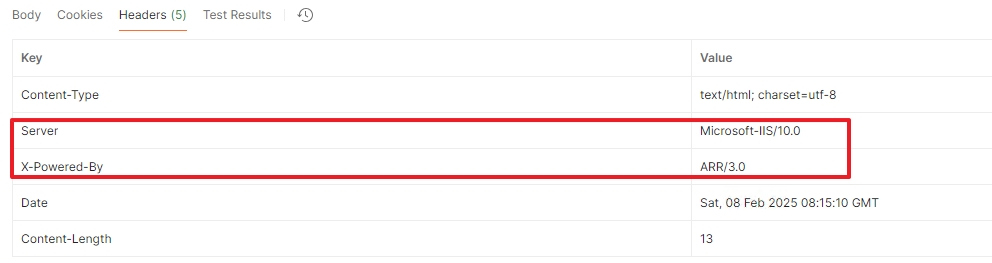 Body Cookies Headers (5) Test Results
Key Value
Content-Type text/html; charset=utf-8
Server Microsoft-IIS/10.0
X-Powered-By ARR/3.0
Date Sat, 08 Feb 2025 08:15:10 GMT
Content-Length 13